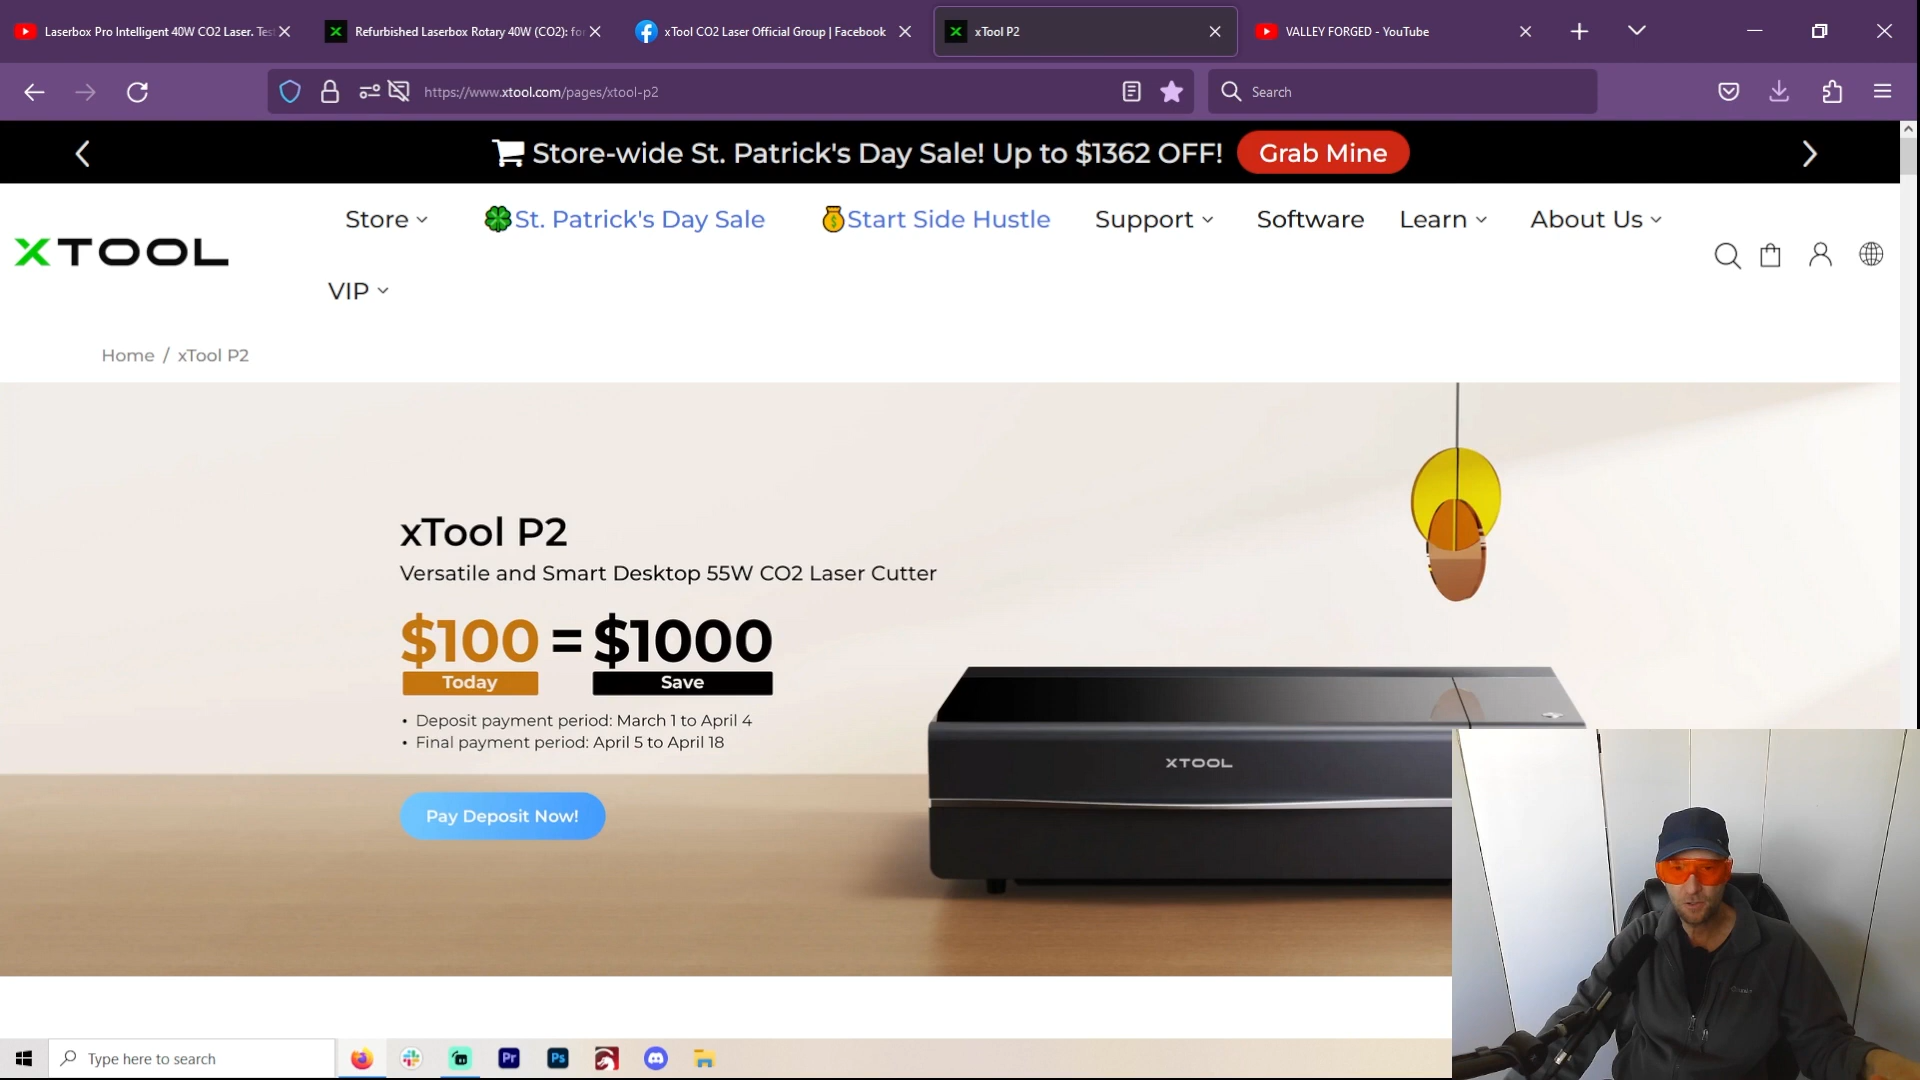 Laserbox Pro Intelligent 40W CO2 Laser. Tes
Refurbished Laserbox Rotary 40W (CO2): fo
xTool CO2 Laser Official Group | Facebook
xTool P2
VALLEY FORGED - YouTube
https://www.xtool.com/pages/xtool-p2
Search
Store-wide St. Patrick's Day Sale! Up to $1362 OFF!
Grab Mine
XTOOL
Store
St. Patrick's Day Sale
Start Side Hustle
Support
Software
Learn
About Us
VIP
Home / xTool P2
xTool P2
Versatile and Smart Desktop 55W CO2 Laser Cutter
$100 = $1000
Today
Save
• Deposit payment period: March 1 to April 4
• Final payment period: April 5 to April 18
Pay Deposit Now!
XTOOL
Type here to search
Pr
Ps